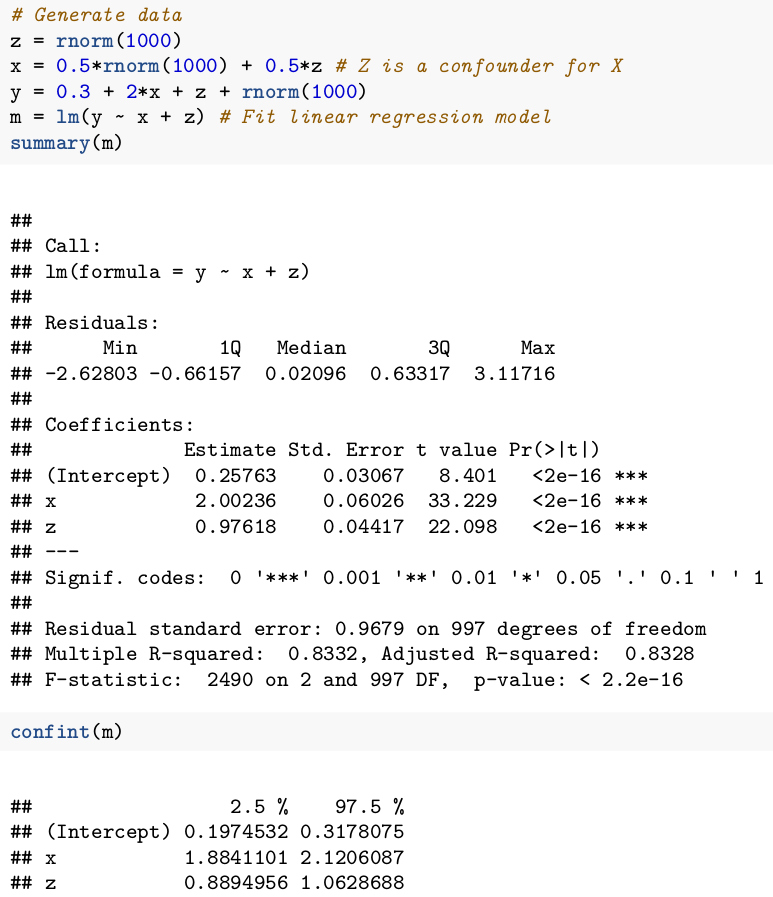 # Generate data
z = rnorm(1000)
x = 0.5*rnorm(1000) + 0.5*z # Z is a confounder for X
y = 0.3 + 2*x + z + rnorm(1000)
m = lm(y ~ x + z) # Fit linear regression model
summary(m)
##
## Call:
## lm(formula = y ~ x + z)
##
## Residuals:
##      Min       1Q   Median       3Q      Max
## -2.62803 -0.66157  0.02096  0.63317  3.11716
##
## Coefficients:
##             Estimate Std. Error t value Pr(>|t|)
## (Intercept)  0.25763    0.03067   8.401   <2e-16 ***
## x            2.00236    0.06026  33.229   <2e-16 ***
## z            0.97618    0.04417  22.098   <2e-16 ***
## ---
## Signif. codes:  0 '***' 0.001 '**' 0.01 '*' 0.05 '.' 0.1 ' ' 1
##
## Residual standard error: 0.9679 on 997 degrees of freedom
## Multiple R-squared:  0.8332, Adjusted R-squared:  0.8328
## F-statistic:  2490 on 2 and 997 DF,  p-value: < 2.2e-16
confint(m)
##                 2.5 %    97.5 %
## (Intercept) 0.1974532 0.3178075
## x           1.8841101 2.1206087
## z           0.8894956 1.0628688